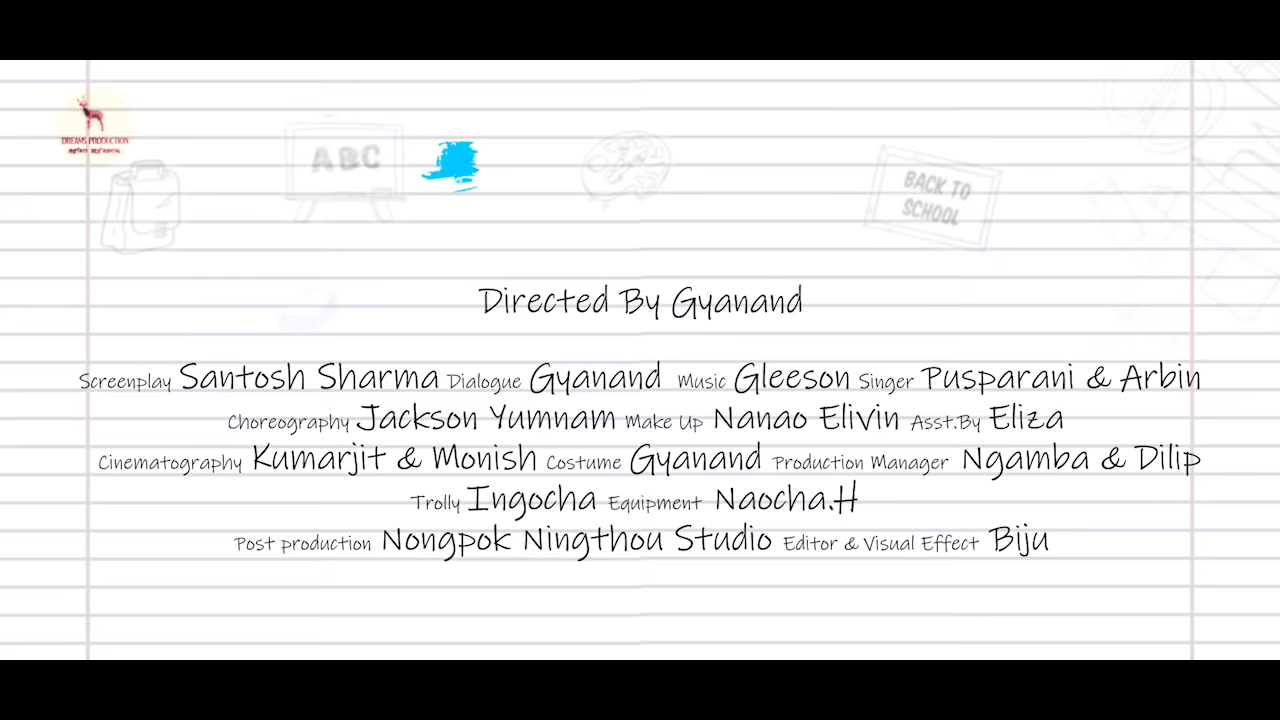 DREAMS PRODUCTION
ABC
BACK TO
SCHOOL
Directed By Gyanand
Screenplay Santosh Sharma Dialogue Gyanand Music Gleeson Singer Pusparani & Arbin
Choreography Jackson Yumnam Make Up Nanao Elivin Asst.By Eliza
Cinematography Kumarjit & Monish Costume Gyanand Production Manager Ngamba & Dilip
Trolly Ingocha Equipment Naocha.H
Post production Nongpok Ningthou Studio Editor & Visual Effect Biju